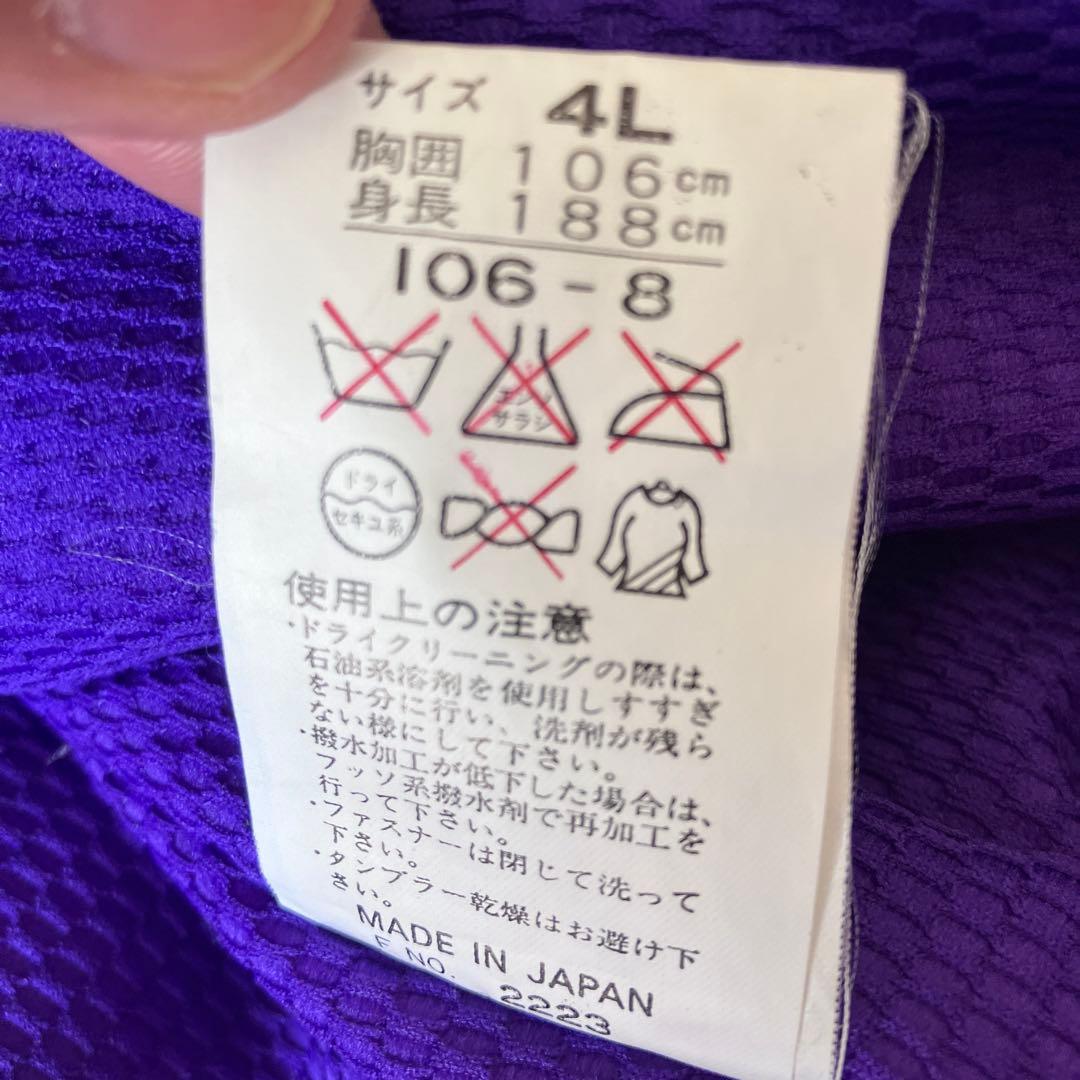 サイズ 4L
胸囲 106cm
身長 188cm
106-8
エンソ
サラシ
ドライ
セキユ系
使用上の注意
・ドライクリーニングの際は、
石油系溶剤を使用しすすぎ
を十分に行い、洗剤が残ら
ない様にして下さい。
・撥水加工が低下した場合は、
フッソ系撥水剤で再加工を
行って下さい。
・ファスナーは閉じて洗って
下さい。
・タンブラー乾燥はお避け下
さい。
MADE IN JAPAN
F NO. 2223